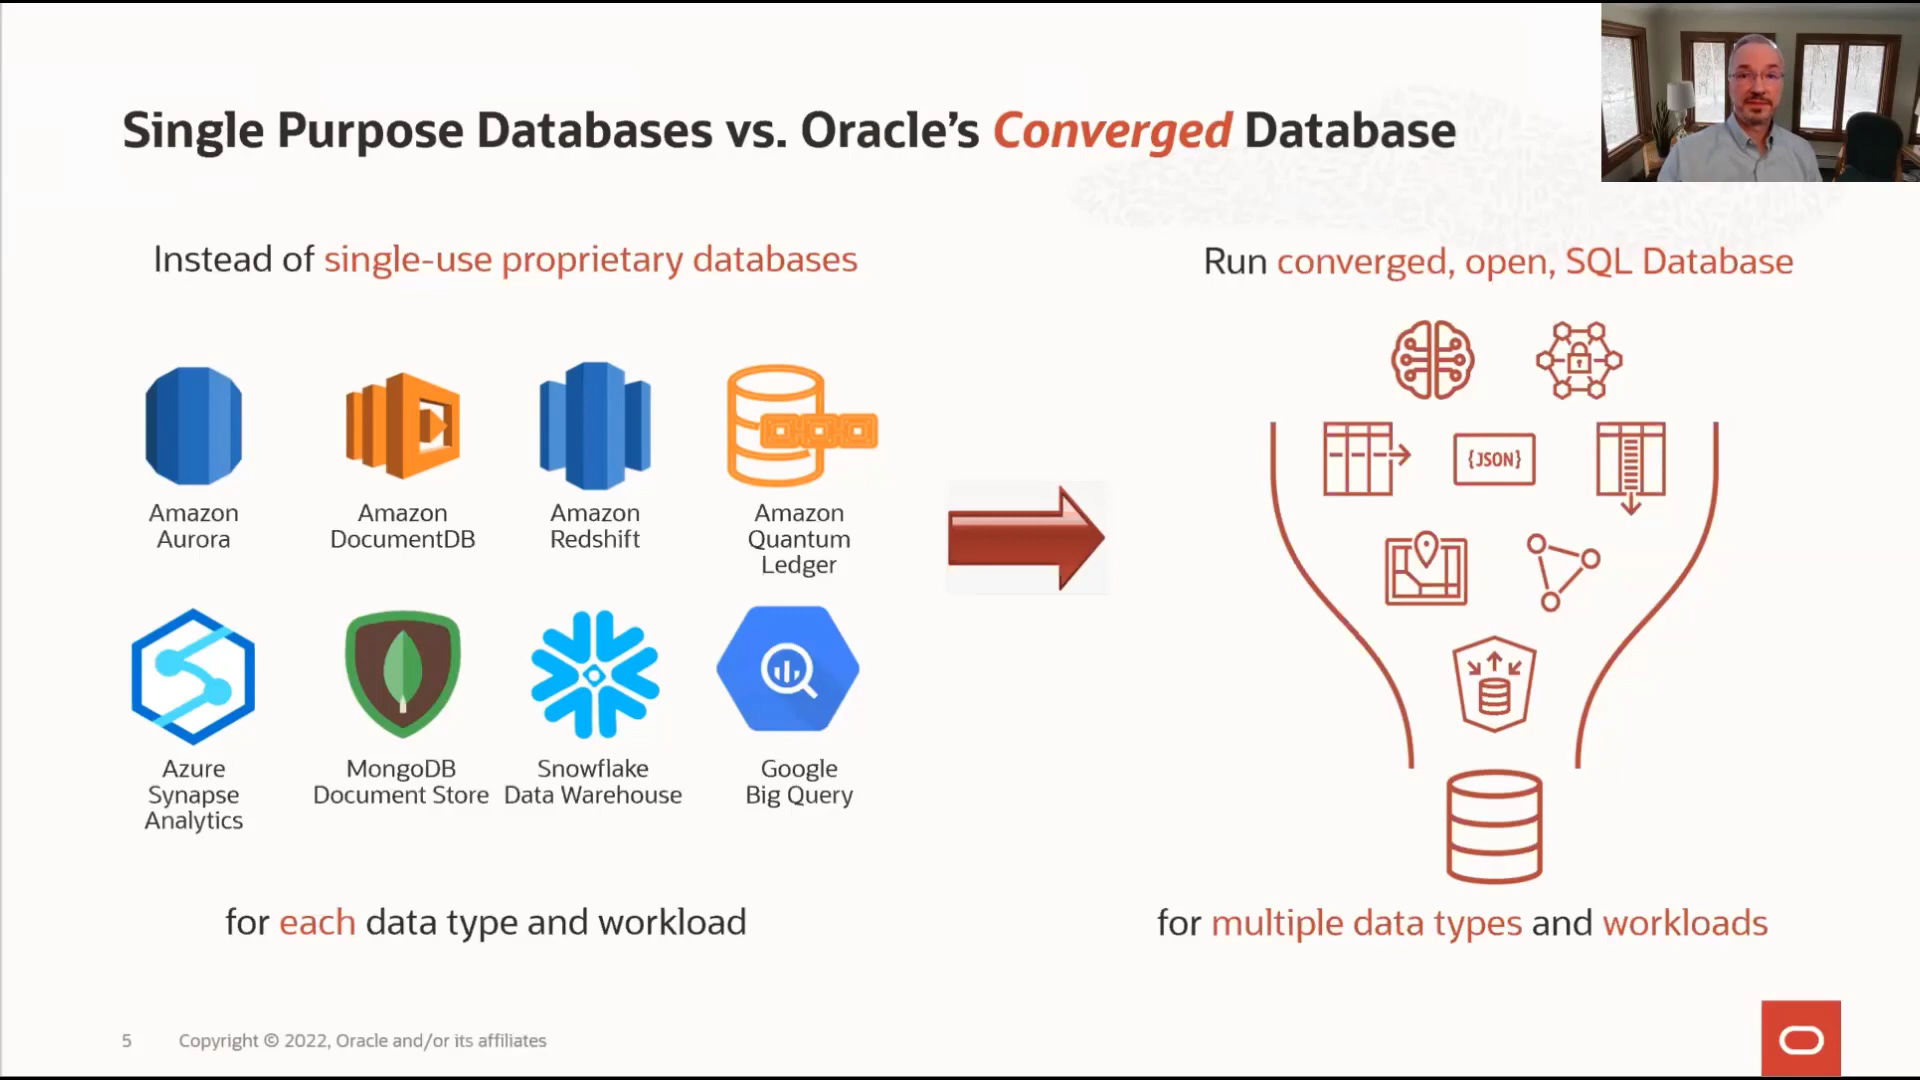 Single Purpose Databases vs. Oracle's Converged Database
Instead of single-use proprietary databases
Amazon
Aurora
Amazon
DocumentDB
Amazon
Redshift
Amazon
Quantum
Ledger
Azure
Synapse
Analytics
MongoDB
Document Store
Snowflake
Data Warehouse
Google
Big Query
for each data type and workload
Run converged, open, SQL Database
{JSON}
for multiple data types and workloads
5 Copyright © 2022, Oracle and/or its affiliates